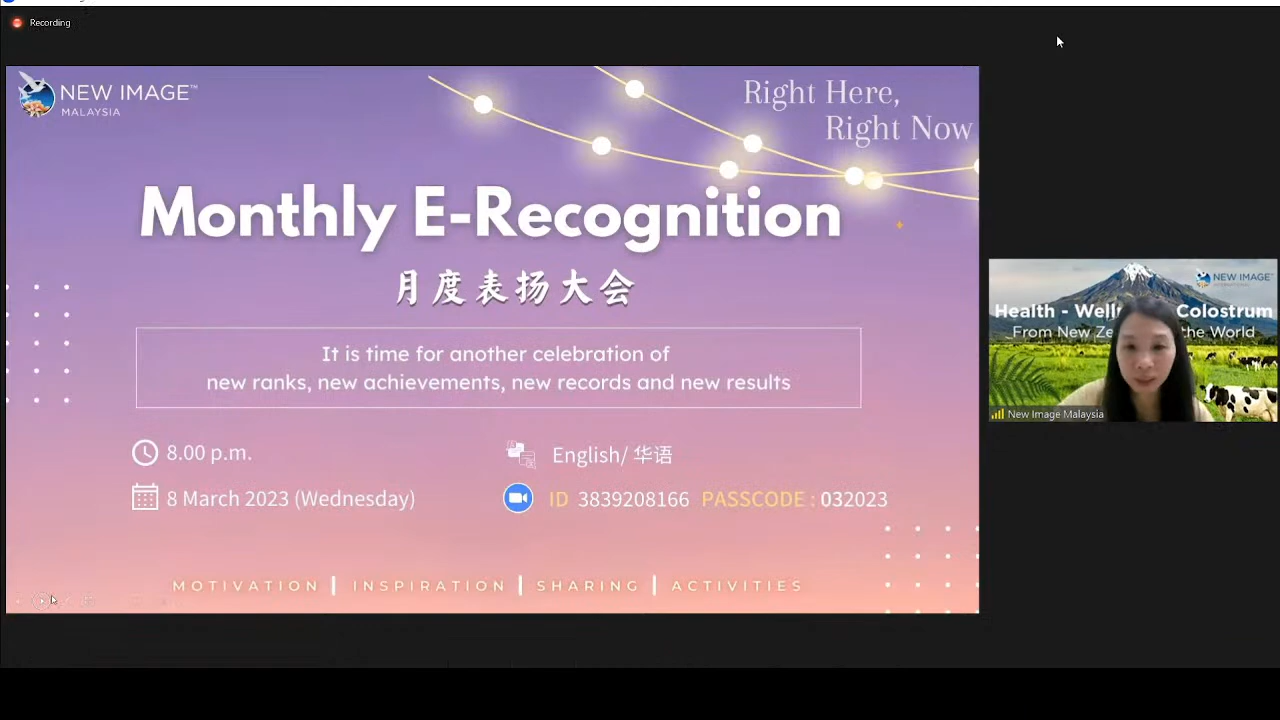 Recording
NEW IMAGE™
MALAYSIA
Right Here,
Right Now
Monthly E-Recognition
月度表扬大会
It is time for another celebration of
new ranks, new achievements, new records and new results
8.00 p.m.
English/ 华语
8 March 2023 (Wednesday)
ID 3839208166 PASSCODE : 032023
MOTIVATION | INSPIRATION | SHARING | ACTIVITIES
NEW IMAGE™
INTERNATIONAL
Health - Well Colostrum
From New Ze the World
New Image Malaysia